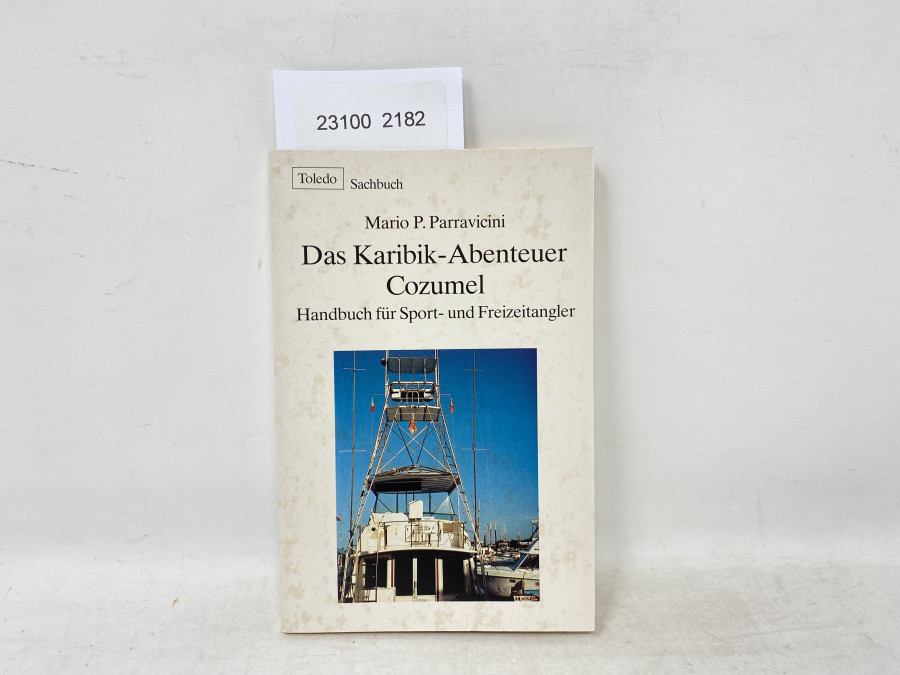 23100 2182
Toledo
Sachbuch
Mario P. Parravicini
Das Karibik-Abenteuer
Cozumel
Handbuch für Sport- und Freizeitangler